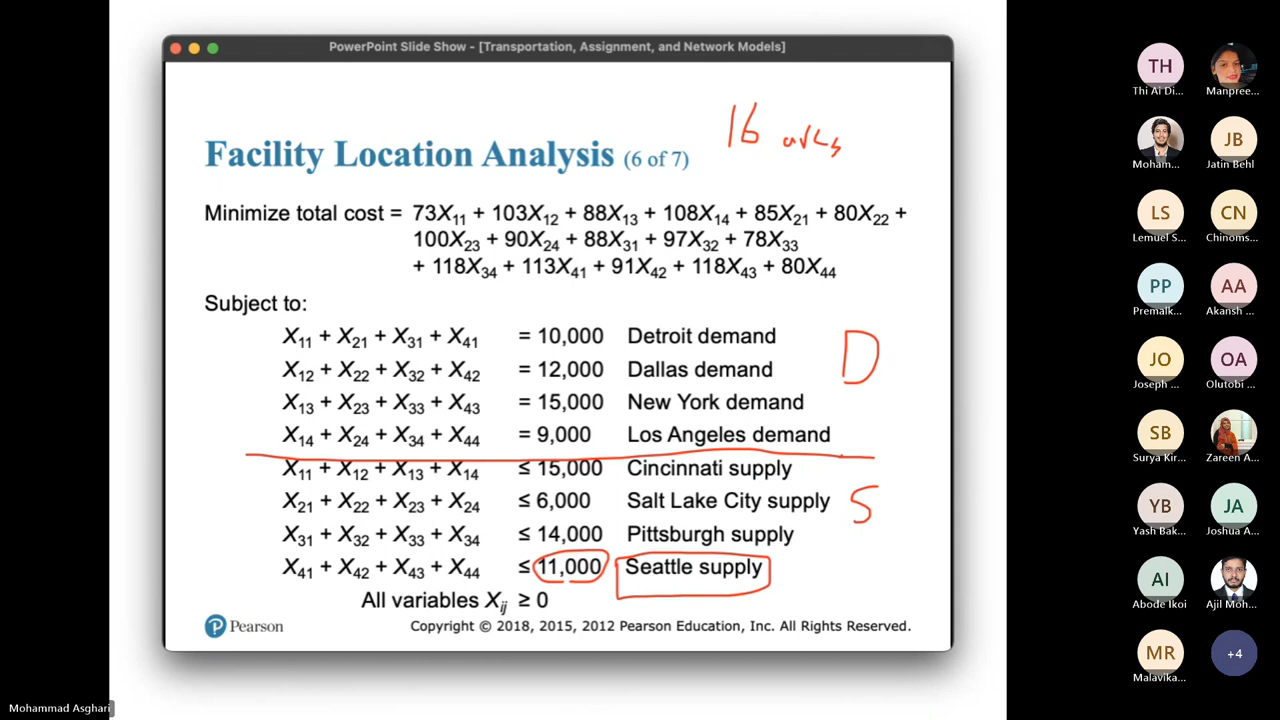 PowerPoint Slide Show - [Transportation, Assignment, and Network Models]
16 arcs
Facility Location Analysis (6 of 7)
Minimize total cost = 73X₁₁ + 103X₁₂ + 88X₁₃ + 108X₁₄ + 85X₂₁ + 80X₂₂ +
100X₂₃ + 90X₂₄ + 88X₃₁ + 97X₃₂ + 78X₃₃
+ 118X₃₄ + 113X₄₁ + 91X₄₂ + 118X₄₃ + 80X₄₄
Subject to:
X₁₁ + X₂₁ + X₃₁ + X₄₁ = 10,000 Detroit demand
D
X₁₂ + X₂₂ + X₃₂ + X₄₂ = 12,000 Dallas demand
X₁₃ + X₂₃ + X₃₃ + X₄₃ = 15,000 New York demand
X₁₄ + X₂₄ + X₃₄ + X₄₄ = 9,000 Los Angeles demand
X₁₁ + X₁₂ + X₁₃ + X₁₄ ≤ 15,000 Cincinnati supply
X₂₁ + X₂₂ + X₂₃ + X₂₄ ≤ 6,000 Salt Lake City supply
S
X₃₁ + X₃₂ + X₃₃ + X₃₄ ≤ 14,000 Pittsburgh supply
X₄₁ + X₄₂ + X₄₃ + X₄₄ ≤ 11,000 Seattle supply
All variables Xᵢⱼ ≥ 0
Pearson
Copyright © 2018, 2015, 2012 Pearson Education, Inc. All Rights Reserved.
Mohammad Asghari
TH
Thi Ai Di...
Manpree...
Moham...
JB
Jatin Behl
LS
Lemuel S...
CN
Chinoms...
PP
Premalk...
AA
Akansh ...
JO
Joseph ...
OA
Olutobi ...
SB
Surya Kir...
Zareen A...
YB
Yash Bak...
JA
Joshua A...
AI
Abode Ikoi
Ajil Moh...
MR
Malavika...
+4